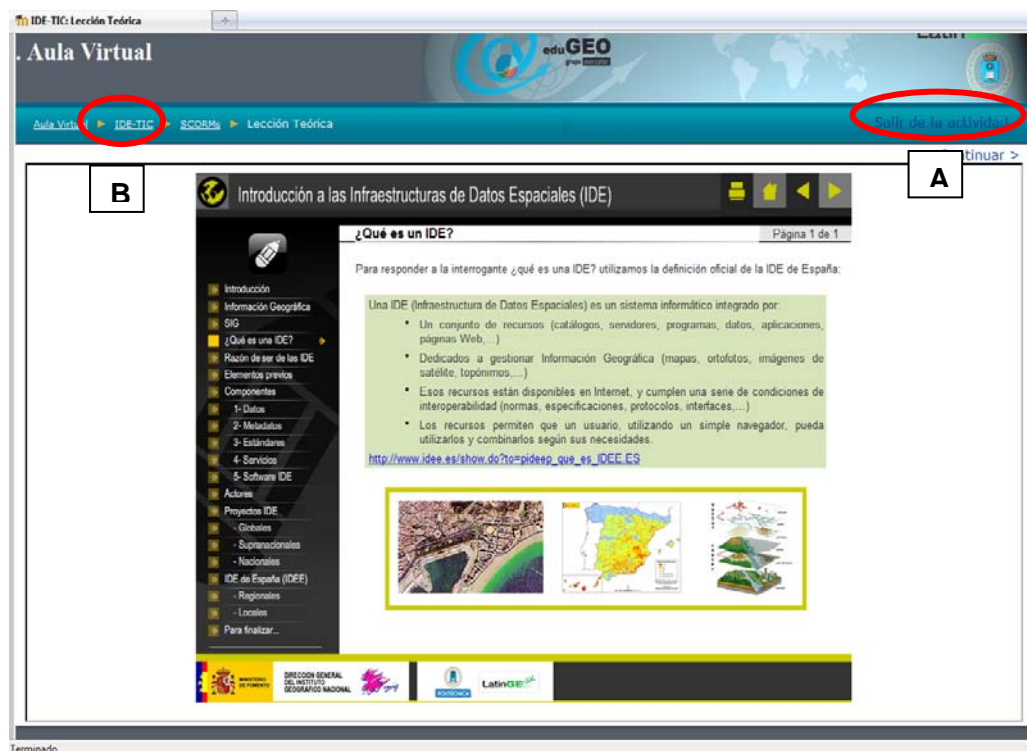 IDE-TIC: Lección Teórica
. Aula Virtual
eduGEO
grupo mercator
Aula Virtual ► IDE-TIC ► SCORMs ► Lección Teórica
Salir de la actividad
tinuar >
B
A
Introducción a las Infraestructuras de Datos Espaciales (IDE)
¿Qué es un IDE?
Página 1 de 1
Para responder a la interrogante ¿qué es una IDE? utilizamos la definición oficial de la IDE de España:
Una IDE (Infraestructura de Datos Espaciales) es un sistema informático integrado por:
• Un conjunto de recursos (catálogos, servidores, programas, datos, aplicaciones,
páginas Web,...)
• Dedicados a gestionar Información Geográfica (mapas, ortofotos, imágenes de
satélite, topónimos,...)
• Esos recursos están disponibles en Internet, y cumplen una serie de condiciones de
interoperabilidad (normas, especificaciones, protocolos, interfaces,...)
• Los recursos permiten que un usuario, utilizando un simple navegador, pueda
utilizarlos y combinarlos según sus necesidades.
http://www.idee.es/show.do?to=pideep_que_es_IDEE.ES
Introducción
Información Geográfica
SIG
¿Qué es una IDE?
Razón de ser de las IDE
Elementos previos
Componentes
1- Datos
2- Metadatos
3- Estándares
4- Servicios
5- Software IDE
Actores
Proyectos IDE
- Globales
- Supranacionales
- Nacionales
IDE de España (IDEE)
- Regionales
- Locales
Para finalizar...
MINISTERIO
DE FOMENTO
DIRECCIÓN GENERAL
DEL INSTITUTO
GEOGRÁFICO NACIONAL
POLITÉCNICA
LatinGEO
Terminado